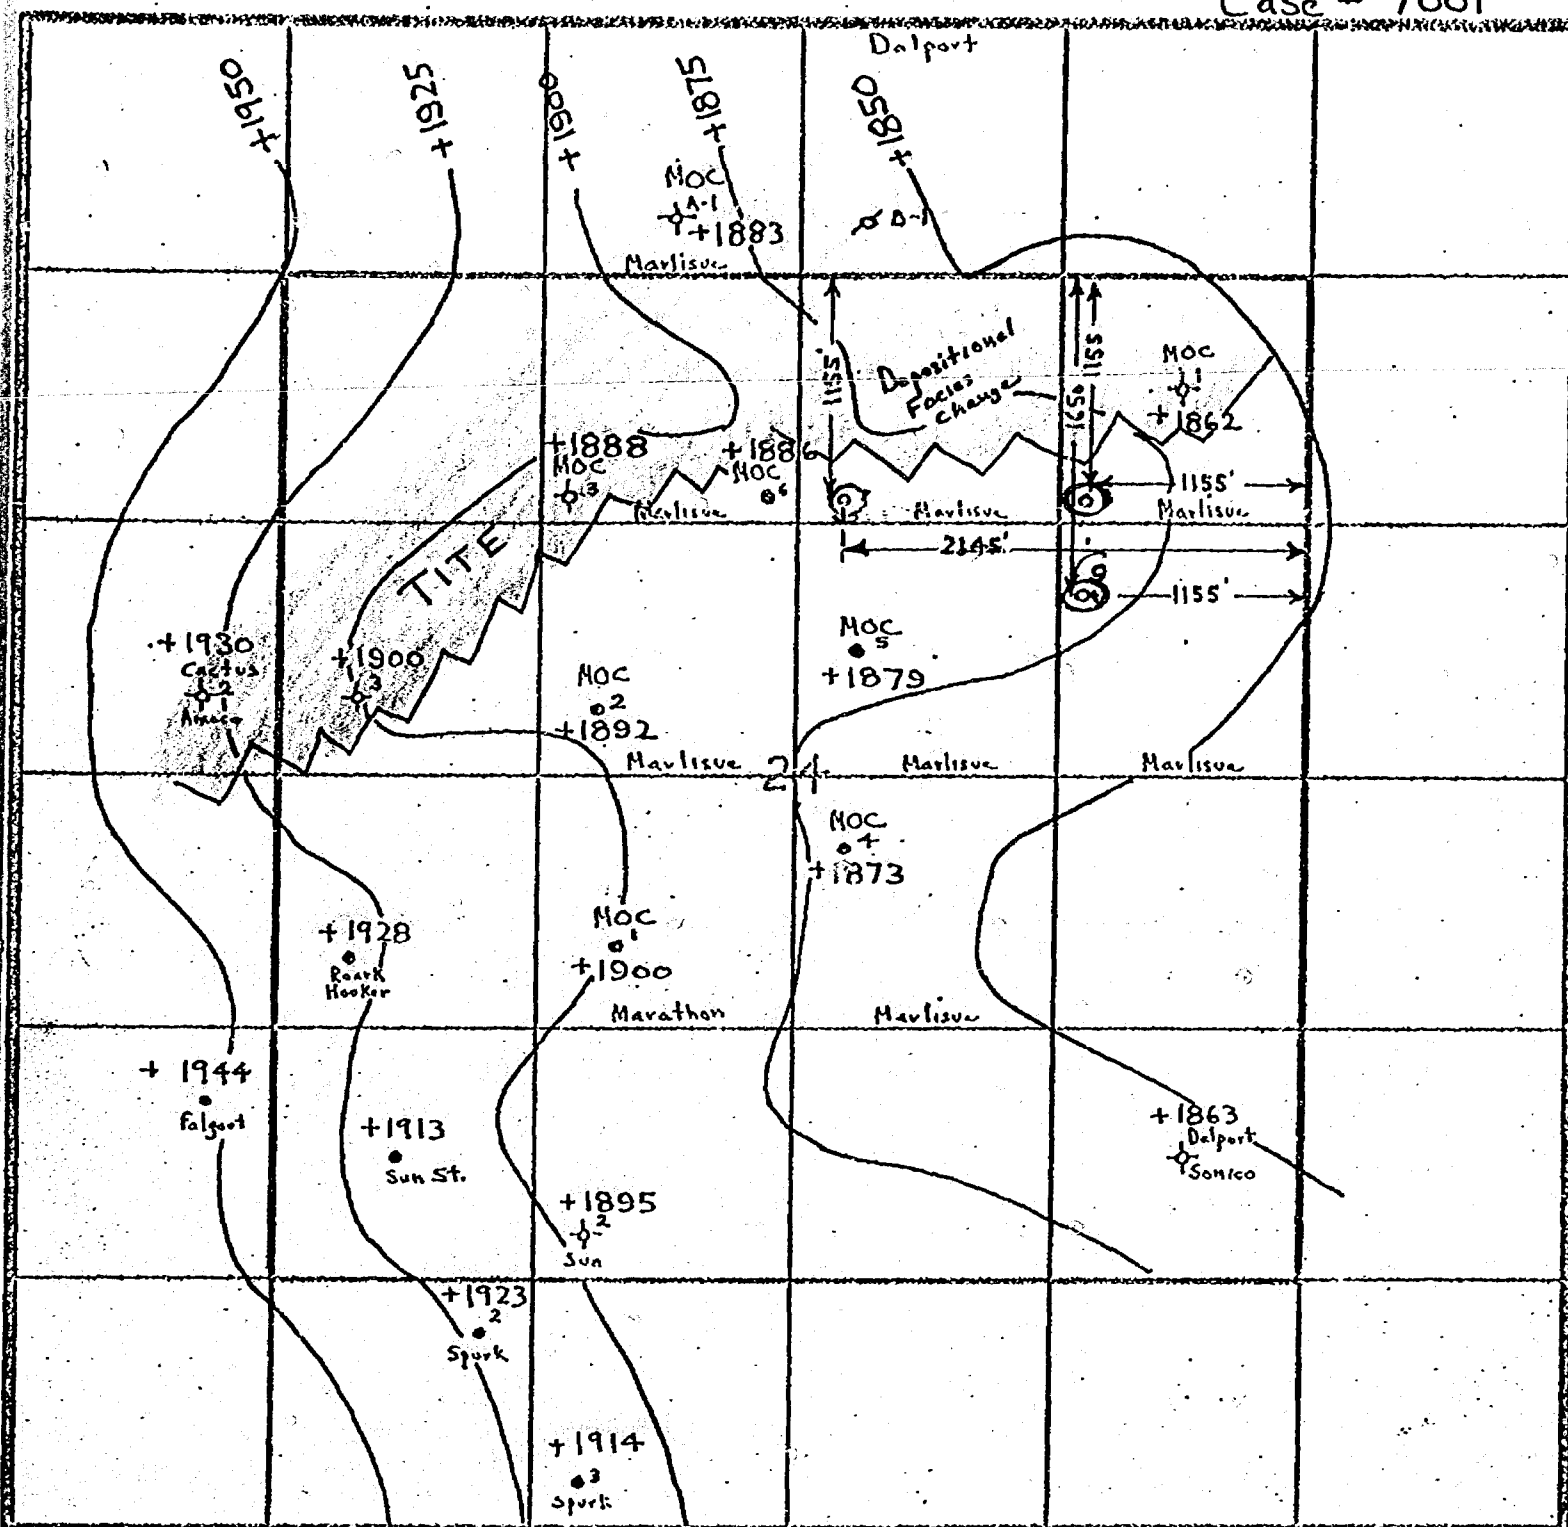 Case # 7001
Dalport
+1950
+1925
+1900
+1875
+1850
MOC
A-1
+1883
D-1
Marlisue
Depositional
Facies
Change
1155'
1650
1155
MOC
1
+1862
+1888
MOC
3
+1886
MOC
6
Marlisue
Marlisue
1155'
Marlisue
2145'
1155'
TITE
+1930
Cactus
2
1
Amoco
+1900
3
MOC
2
+1892
MOC
5
+1879
Marlisue
24
Marlisue
Marlisue
MOC
4
+1873
+1928
Roark
Hooker
MOC
1
+1900
Marathon
Marlisue
+ 1944
Falgout
+1913
Sun St.
+1863
Dalport
Sonico
+1895
2
Sun
+1923
2
Spurk
+1914
3
Spurk